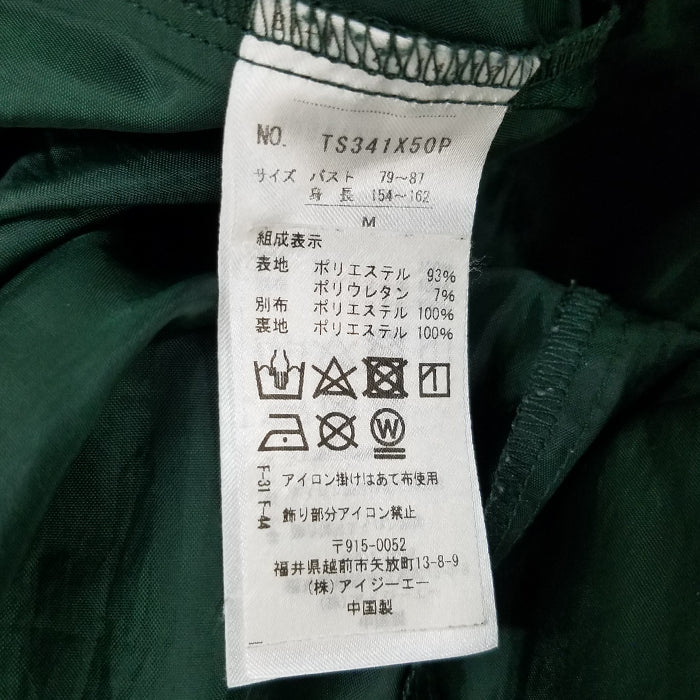 NO. TS341X50P
サイズ バスト 79～87
身長 154～162
M
組成表示
表地 ポリエステル 93%
ポリウレタン 7%
別布 ポリエステル 100%
裏地 ポリエステル 100%
W
F-31 F-44
アイロン掛けはあて布使用
飾り部分アイロン禁止
〒915-0052
福井県越前市矢放町13-8-9
(株)アイジーエー
中国製